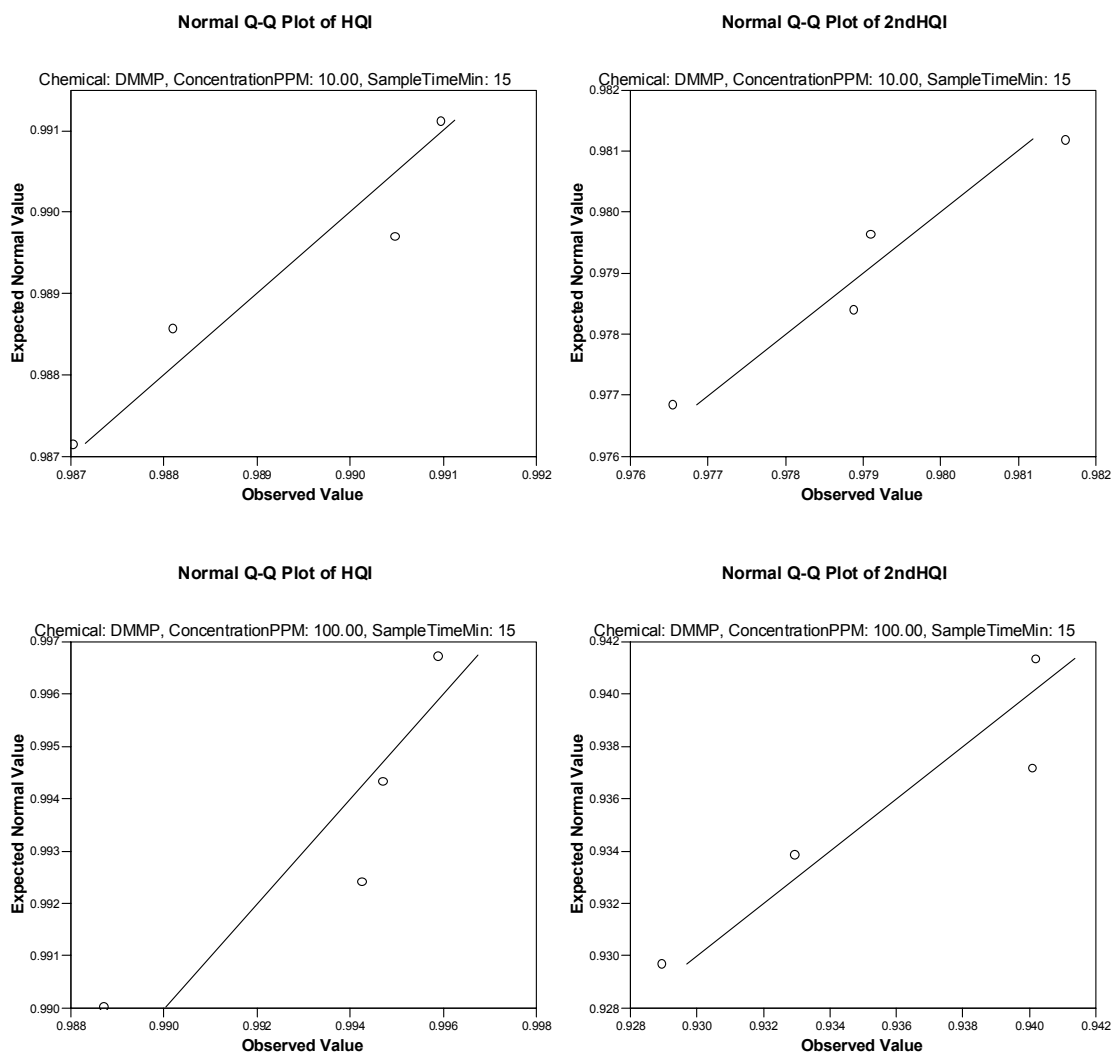 Normal Q-Q Plot of HQI
Chemical: DMMP, ConcentrationPPM: 10.00, SampleTimeMin: 15
0.991
0.990
0.989
0.988
0.987
Expected Normal Value
0.987 0.988 0.989 0.990 0.991 0.992
Observed Value
Normal Q-Q Plot of 2ndHQI
Chemical: DMMP, ConcentrationPPM: 10.00, SampleTimeMin: 15
0.982
0.981
0.980
0.979
0.978
0.977
0.976
Expected Normal Value
0.976 0.977 0.978 0.979 0.980 0.981 0.982
Observed Value
Normal Q-Q Plot of HQI
Chemical: DMMP, ConcentrationPPM: 100.00, SampleTimeMin: 15
0.997
0.996
0.995
0.994
0.993
0.992
0.991
0.990
Expected Normal Value
0.988 0.990 0.992 0.994 0.996 0.998
Observed Value
Normal Q-Q Plot of 2ndHQI
Chemical: DMMP, ConcentrationPPM: 100.00, SampleTimeMin: 15
0.942
0.940
0.938
0.936
0.934
0.932
0.930
0.928
Expected Normal Value
0.928 0.930 0.932 0.934 0.936 0.938 0.940 0.942
Observed Value